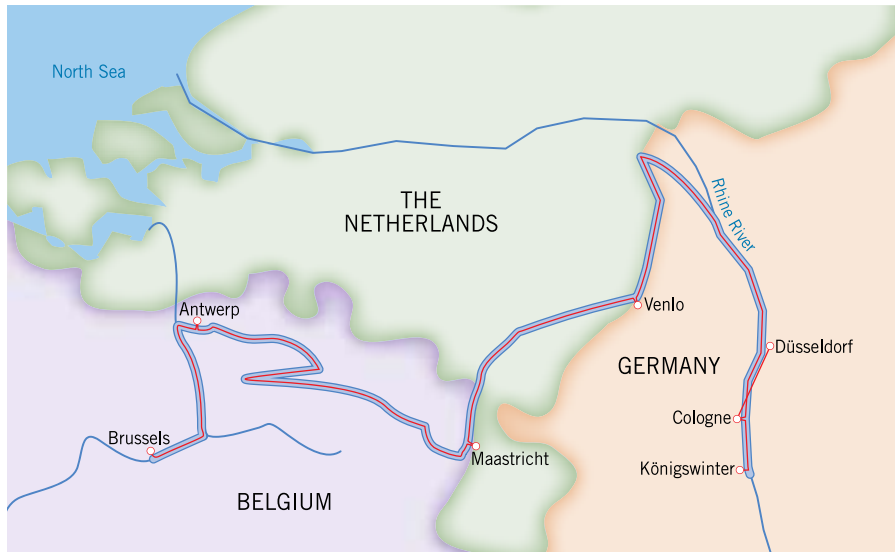 North Sea
THE
NETHERLANDS
Rhine River
Antwerp
Venlo
Düsseldorf
GERMANY
Cologne
Brussels
Maastricht
Königswinter
BELGIUM